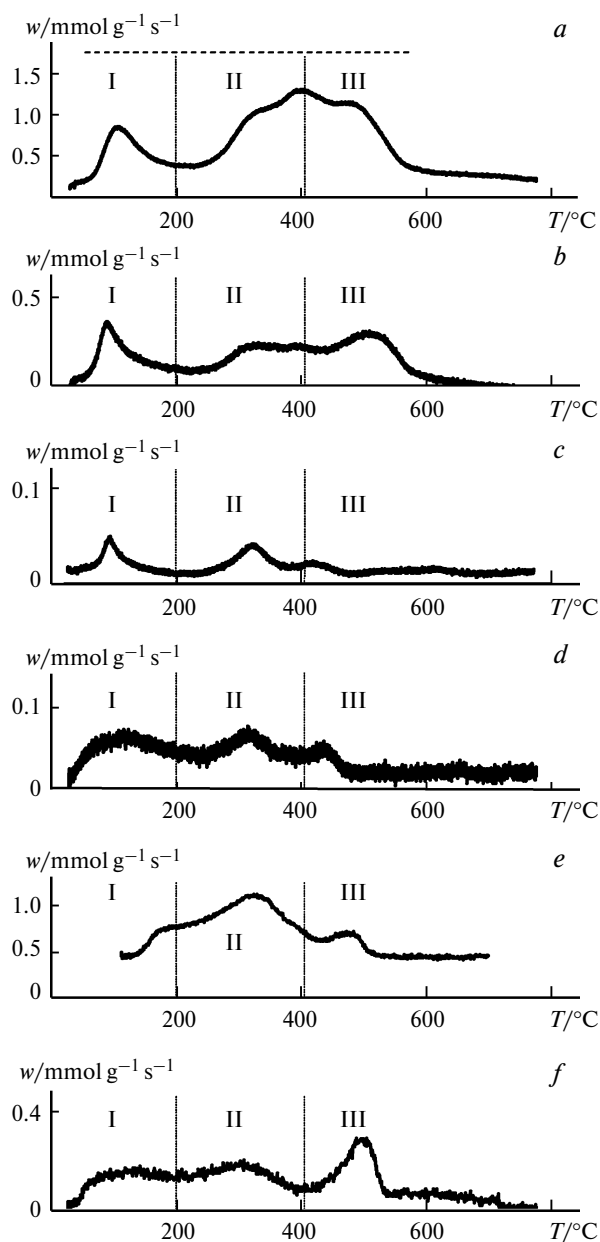 w/mmol g⁻¹ s⁻¹ a
1.5 I II III
1.0
0.5
200 400 600 T/°C
w/mmol g⁻¹ s⁻¹ b
I II III
0.5
0
200 400 600 T/°C
w/mmol g⁻¹ s⁻¹ c
0.1 I II III
0
200 400 600 T/°C
w/mmol g⁻¹ s⁻¹ d
I II III
0.1
0
200 400 600 T/°C
w/mmol g⁻¹ s⁻¹ e
I III
1.0
0.5 II
0
200 400 600 T/°C
w/mmol g⁻¹ s⁻¹ f
0.4 I II III
0.2
0
200 400 600 T/°C